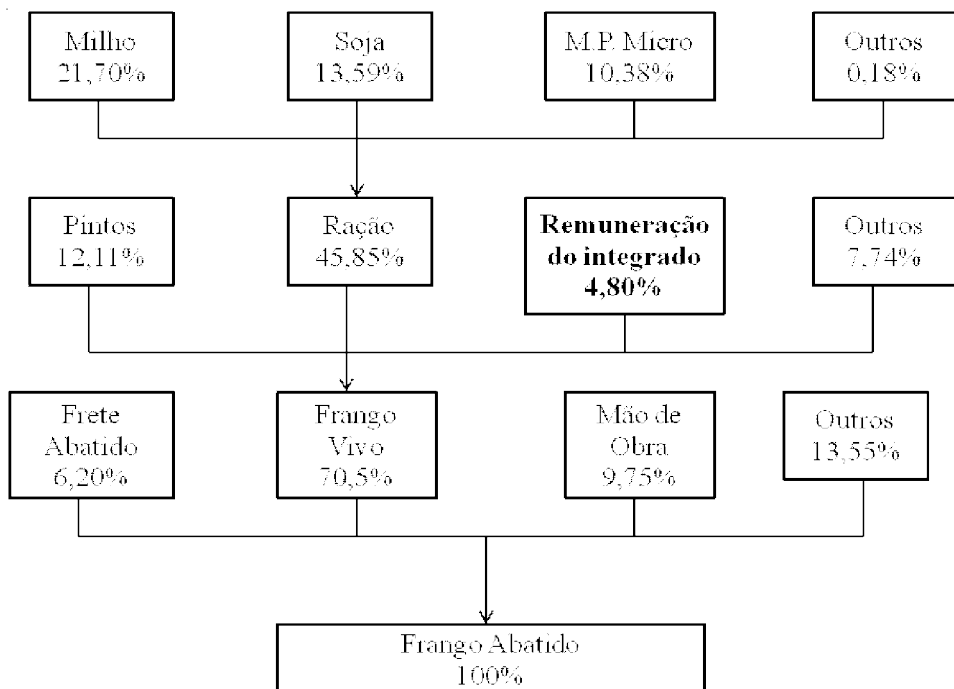 Milho
21,70%
Soja
13,59%
M.P. Micro
10,38%
Outros
0,18%
Pintos
12,11%
Ração
45,85%
Remuneração
do integrado
4,80%
Outros
7,74%
Frete
Abatido
6,20%
Frango
Vivo
70,5%
Mão de
Obra
9,75%
Outros
13,55%
Frango Abatido
100%